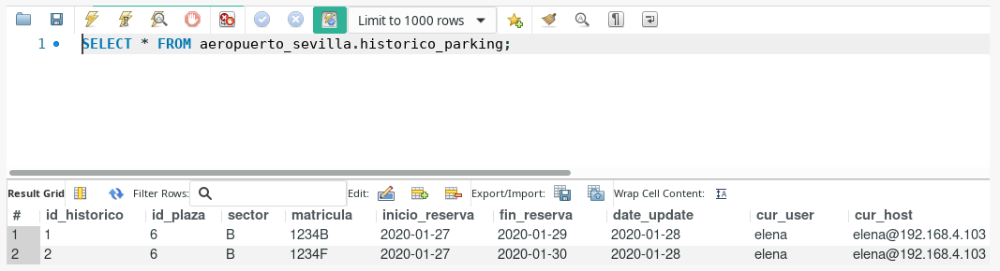 Limit to 1000 rows
1 SELECT * FROM aeropuerto_sevilla.historico_parking;
Result Grid Filter Rows: Edit: Export/Import: Wrap Cell Content:
# id_historico id_plaza sector matricula inicio_reserva fin_reserva date_update cur_user cur_host
1 1 6 B 1234B 2020-01-27 2020-01-29 2020-01-28 elena elena@192.168.4.103
2 2 6 B 1234F 2020-01-27 2020-01-30 2020-01-28 elena elena@192.168.4.103